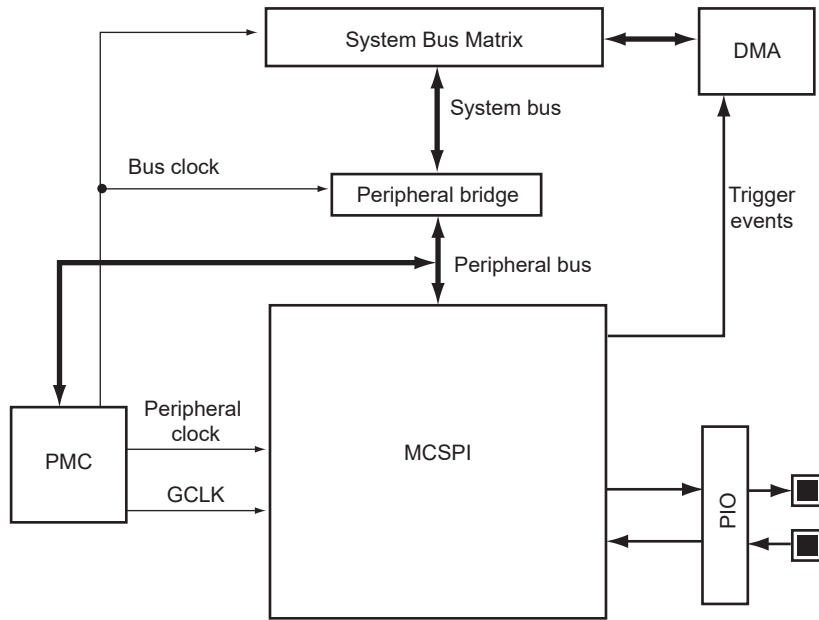 System Bus Matrix
DMA
System bus
Bus clock
Peripheral bridge
Trigger
events
Peripheral bus
Peripheral
clock
PMC
MCSPI
GCLK
PIO